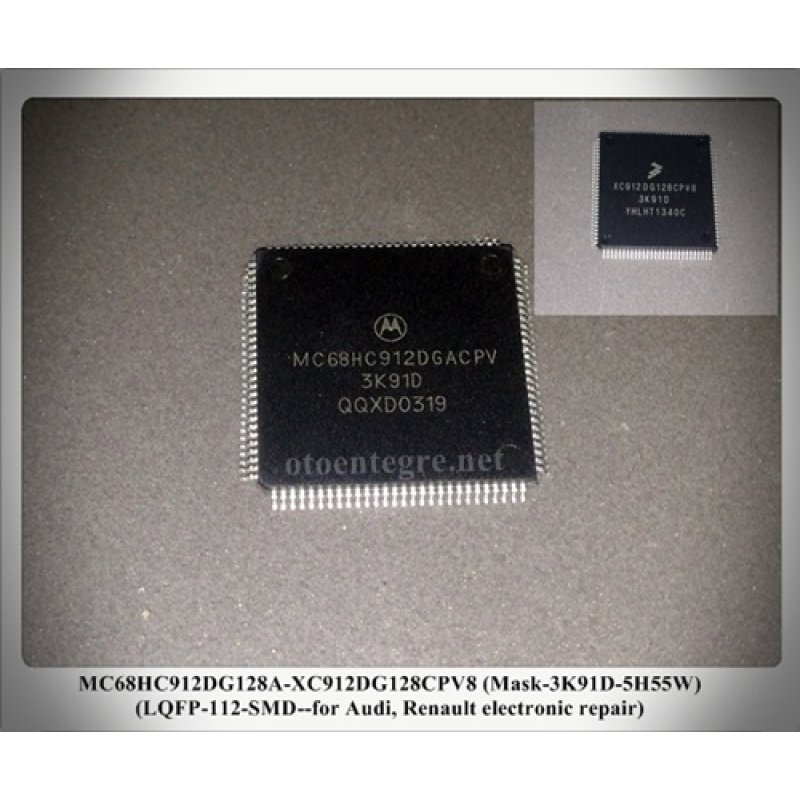 XC912DG128CPV8
3K91D
YHLHT1340C
MC68HC912DGACPV
3K91D
QQXD0319
otoentegre.net
MC68HC912DG128A-XC912DG128CPV8 (Mask-3K91D-5H55W)
(LQFP-112-SMD--for Audi, Renault electronic repair)